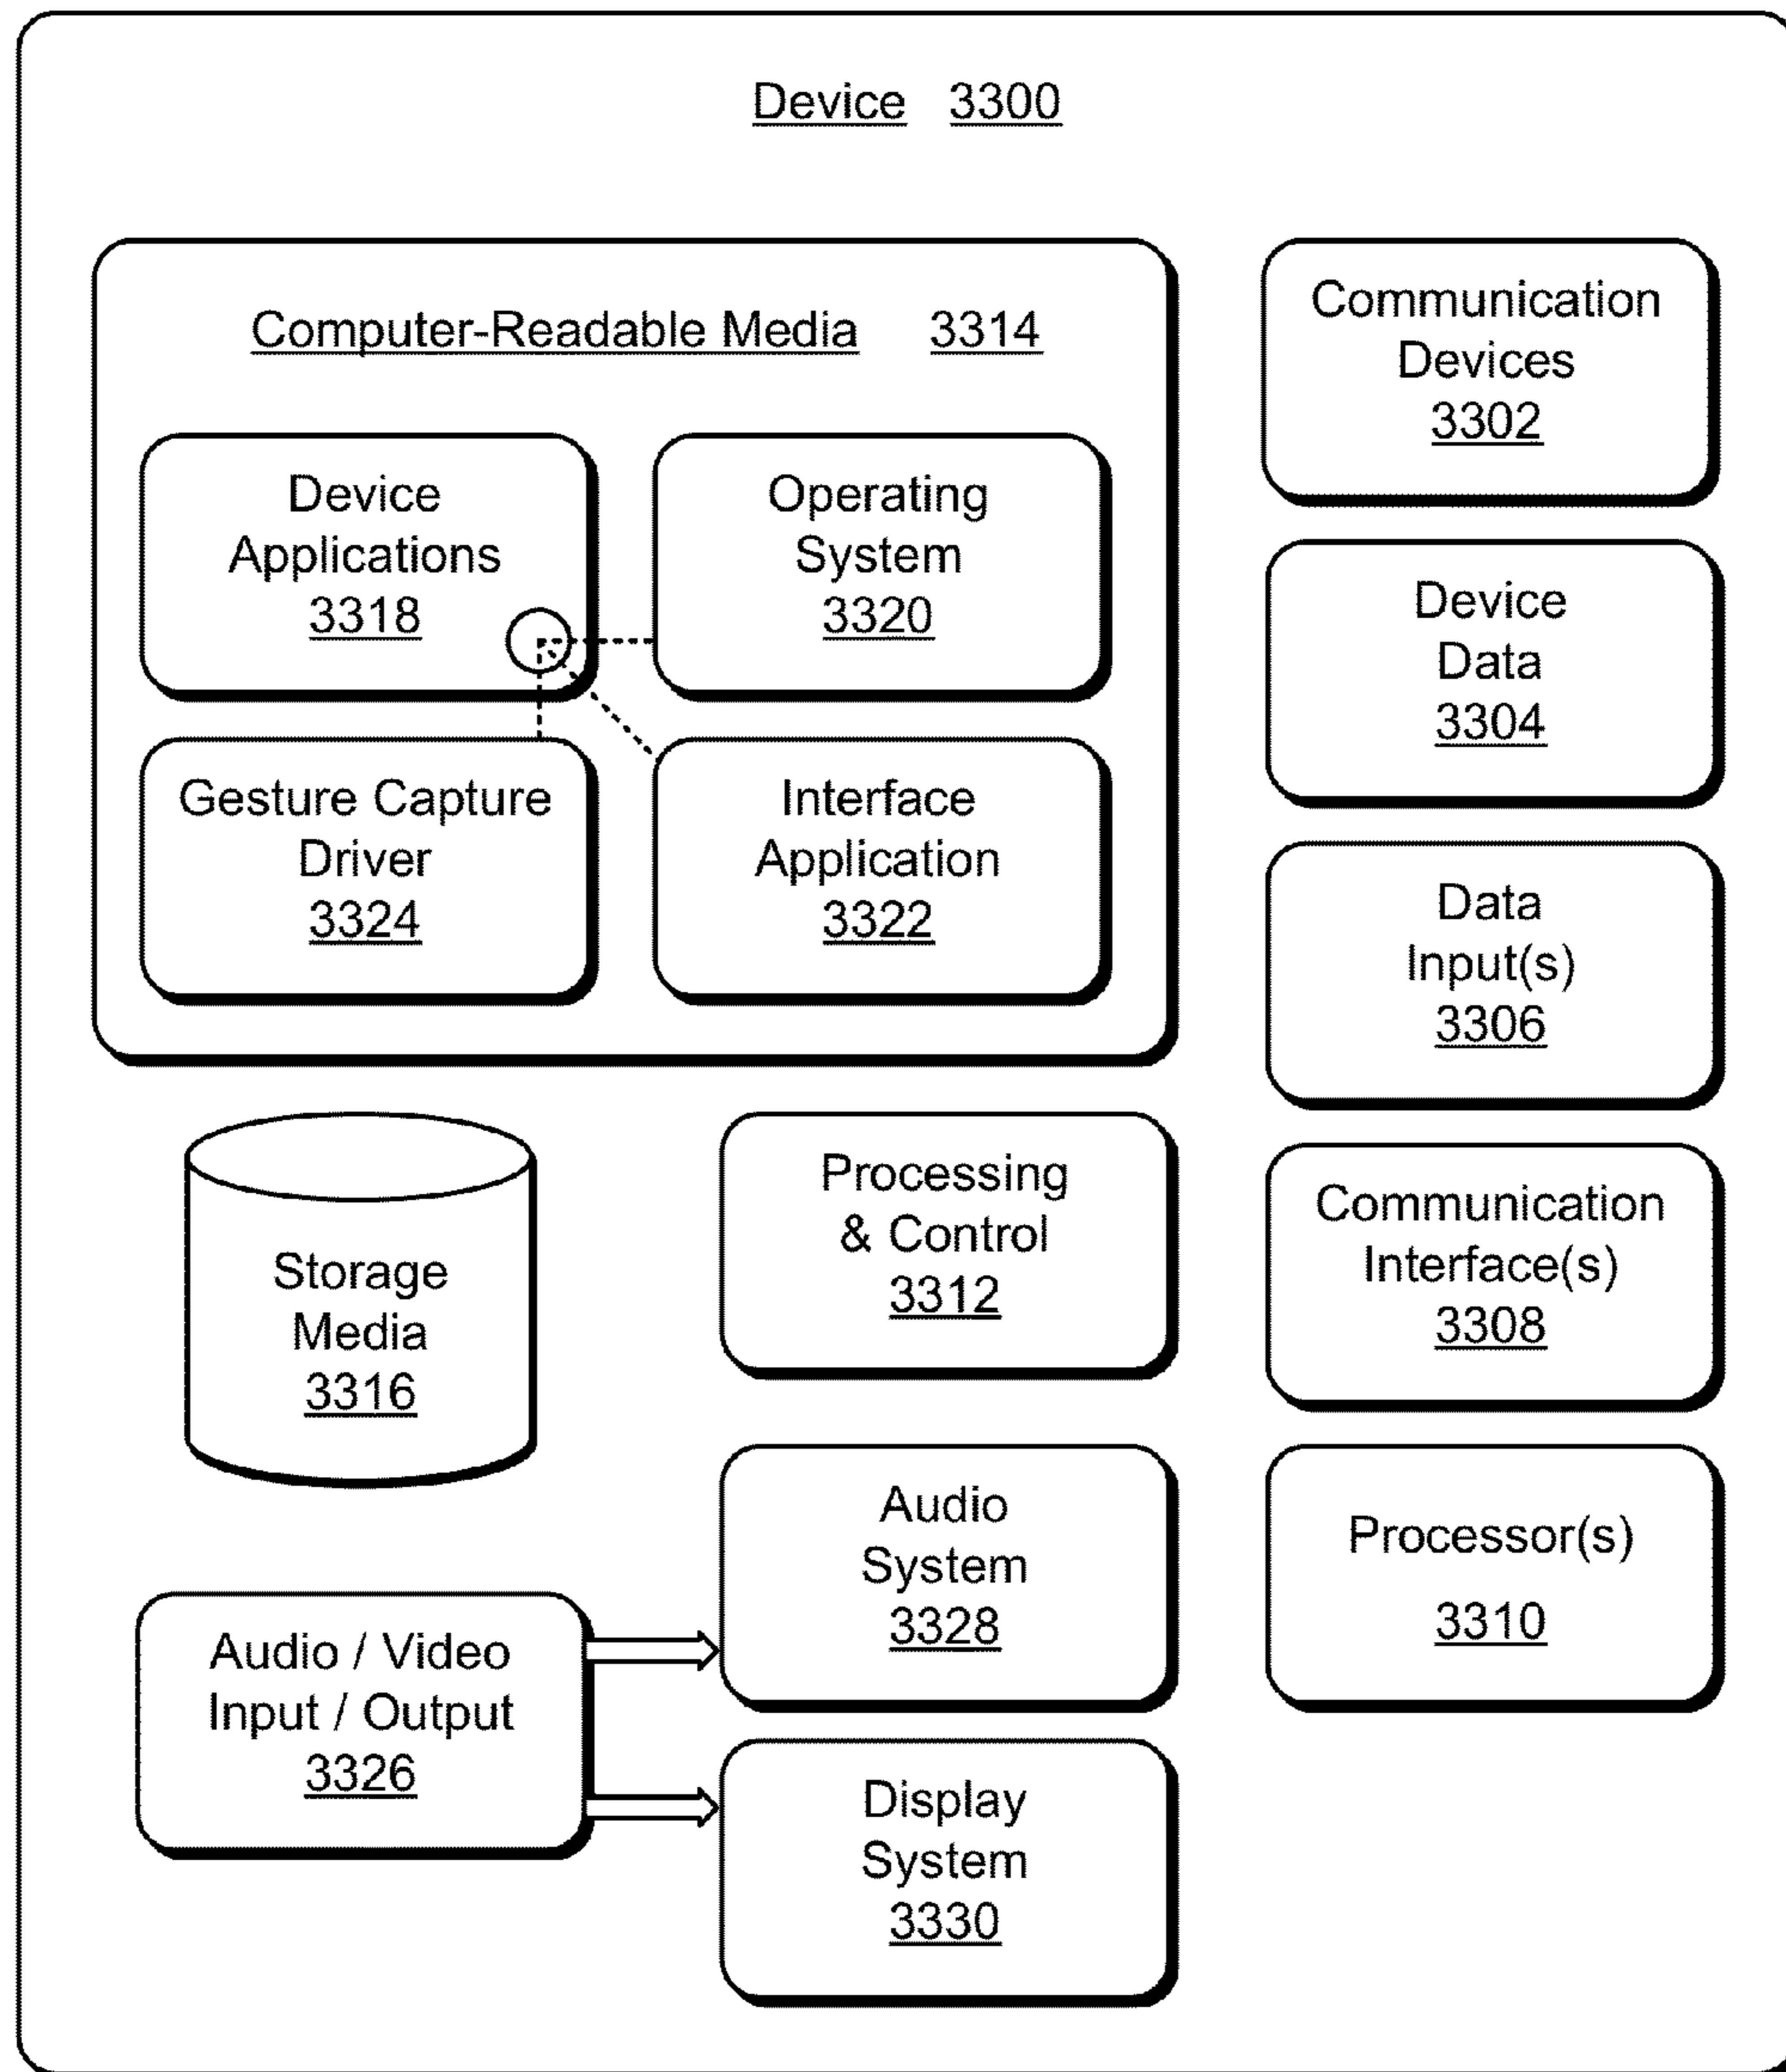 Device 3300
Computer-Readable Media 3314
Device
Applications
3318
Operating
System
3320
Gesture Capture
Driver
3324
Interface
Application
3322
Communication
Devices
3302
Device
Data
3304
Data
Input(s)
3306
Communication
Interface(s)
3308
Processor(s)
3310
Storage
Media
3316
Processing
& Control
3312
Audio / Video
Input / Output
3326
Audio
System
3328
Display
System
3330